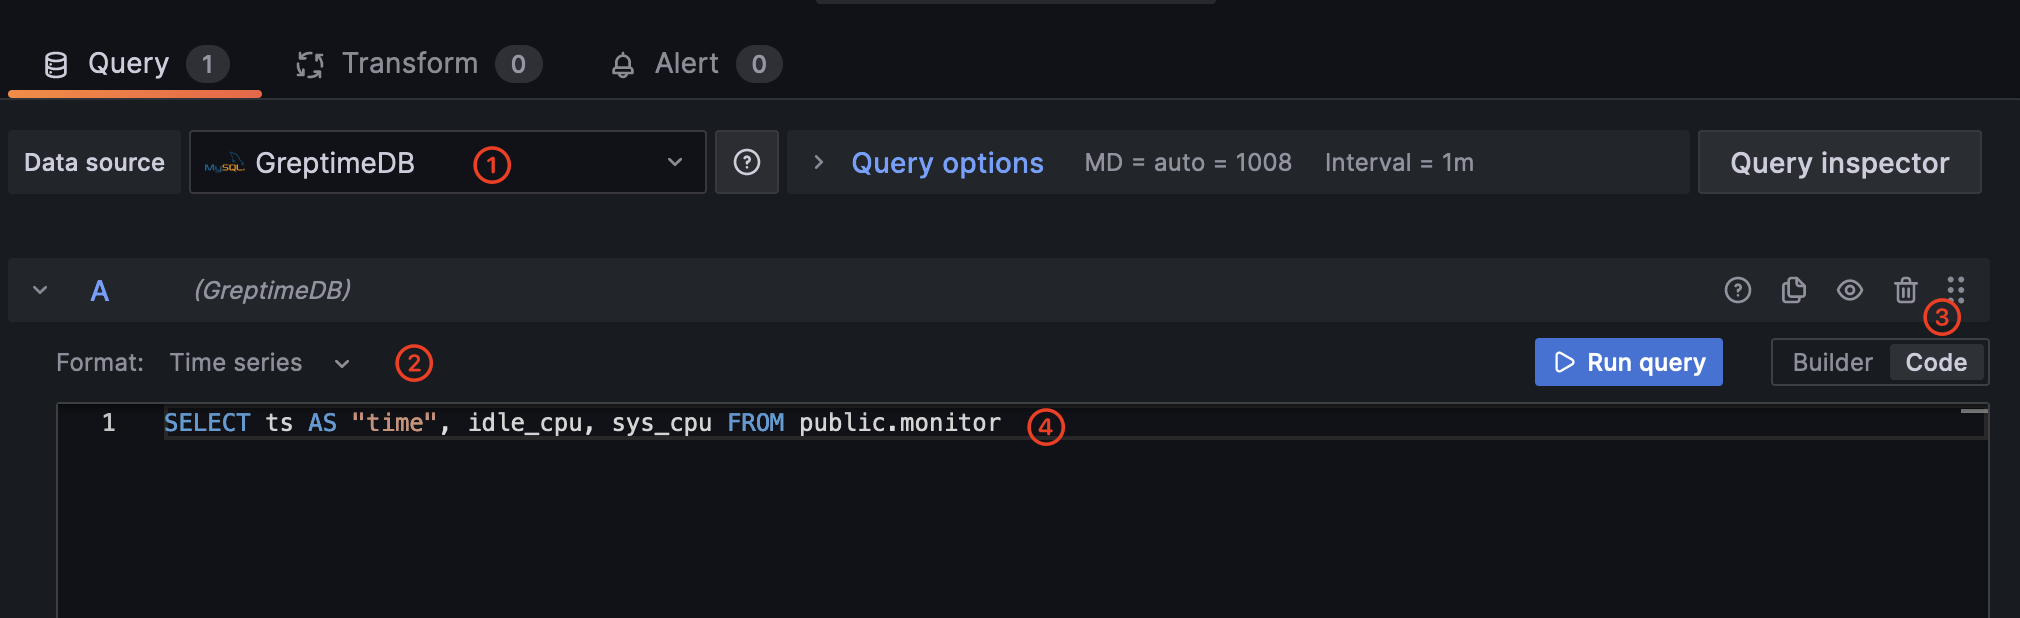 Query 1 Transform 0 Alert 0
Data source MySQL GreptimeDB 1 ? Query options MD = auto = 1008 Interval = 1m Query inspector
A (GreptimeDB) ?
3
Format: Time series 2 Run query Builder Code
1 SELECT ts AS "time", idle_cpu, sys_cpu FROM public.monitor 4